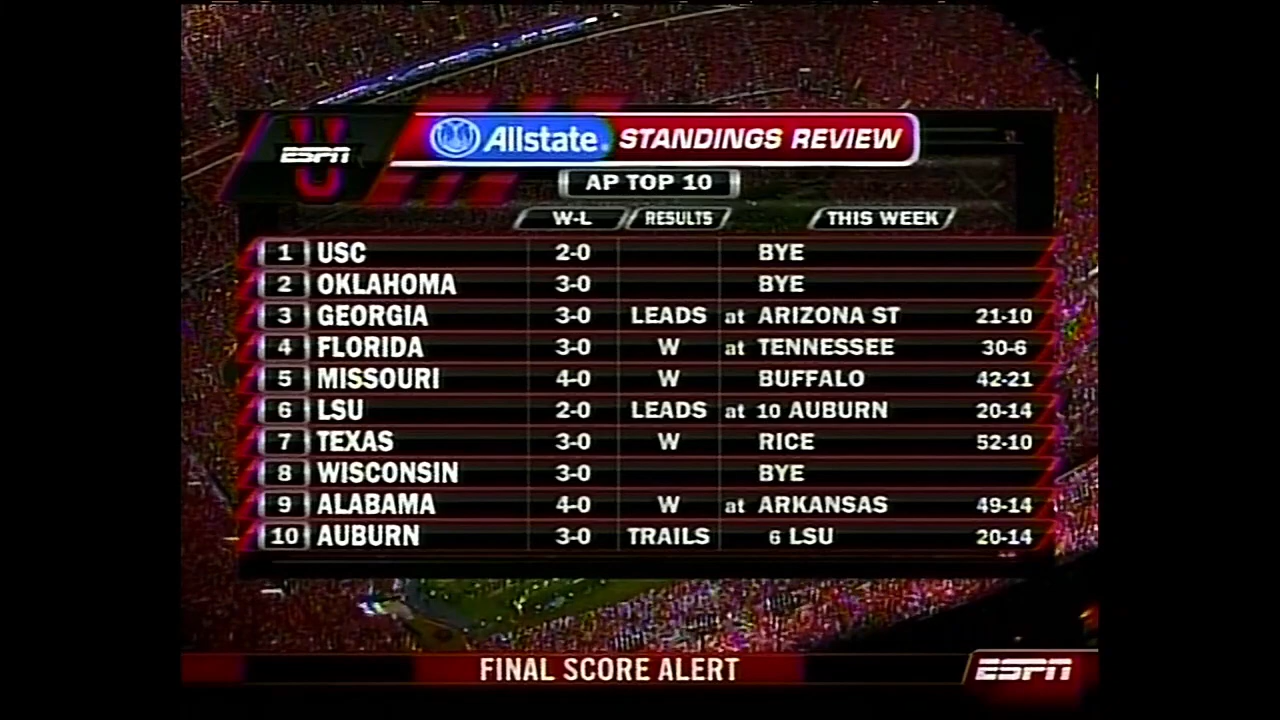 ESPN
U
Allstate. STANDINGS REVIEW
AP TOP 10
W-L RESULTS THIS WEEK
1 USC 2-0 BYE
2 OKLAHOMA 3-0 BYE
3 GEORGIA 3-0 LEADS at ARIZONA ST 21-10
4 FLORIDA 3-0 W at TENNESSEE 30-6
5 MISSOURI 4-0 W BUFFALO 42-21
6 LSU 2-0 LEADS at 10 AUBURN 20-14
7 TEXAS 3-0 W RICE 52-10
8 WISCONSIN 3-0 BYE
9 ALABAMA 4-0 W at ARKANSAS 49-14
10 AUBURN 3-0 TRAILS 6 LSU 20-14
FINAL SCORE ALERT
ESPN